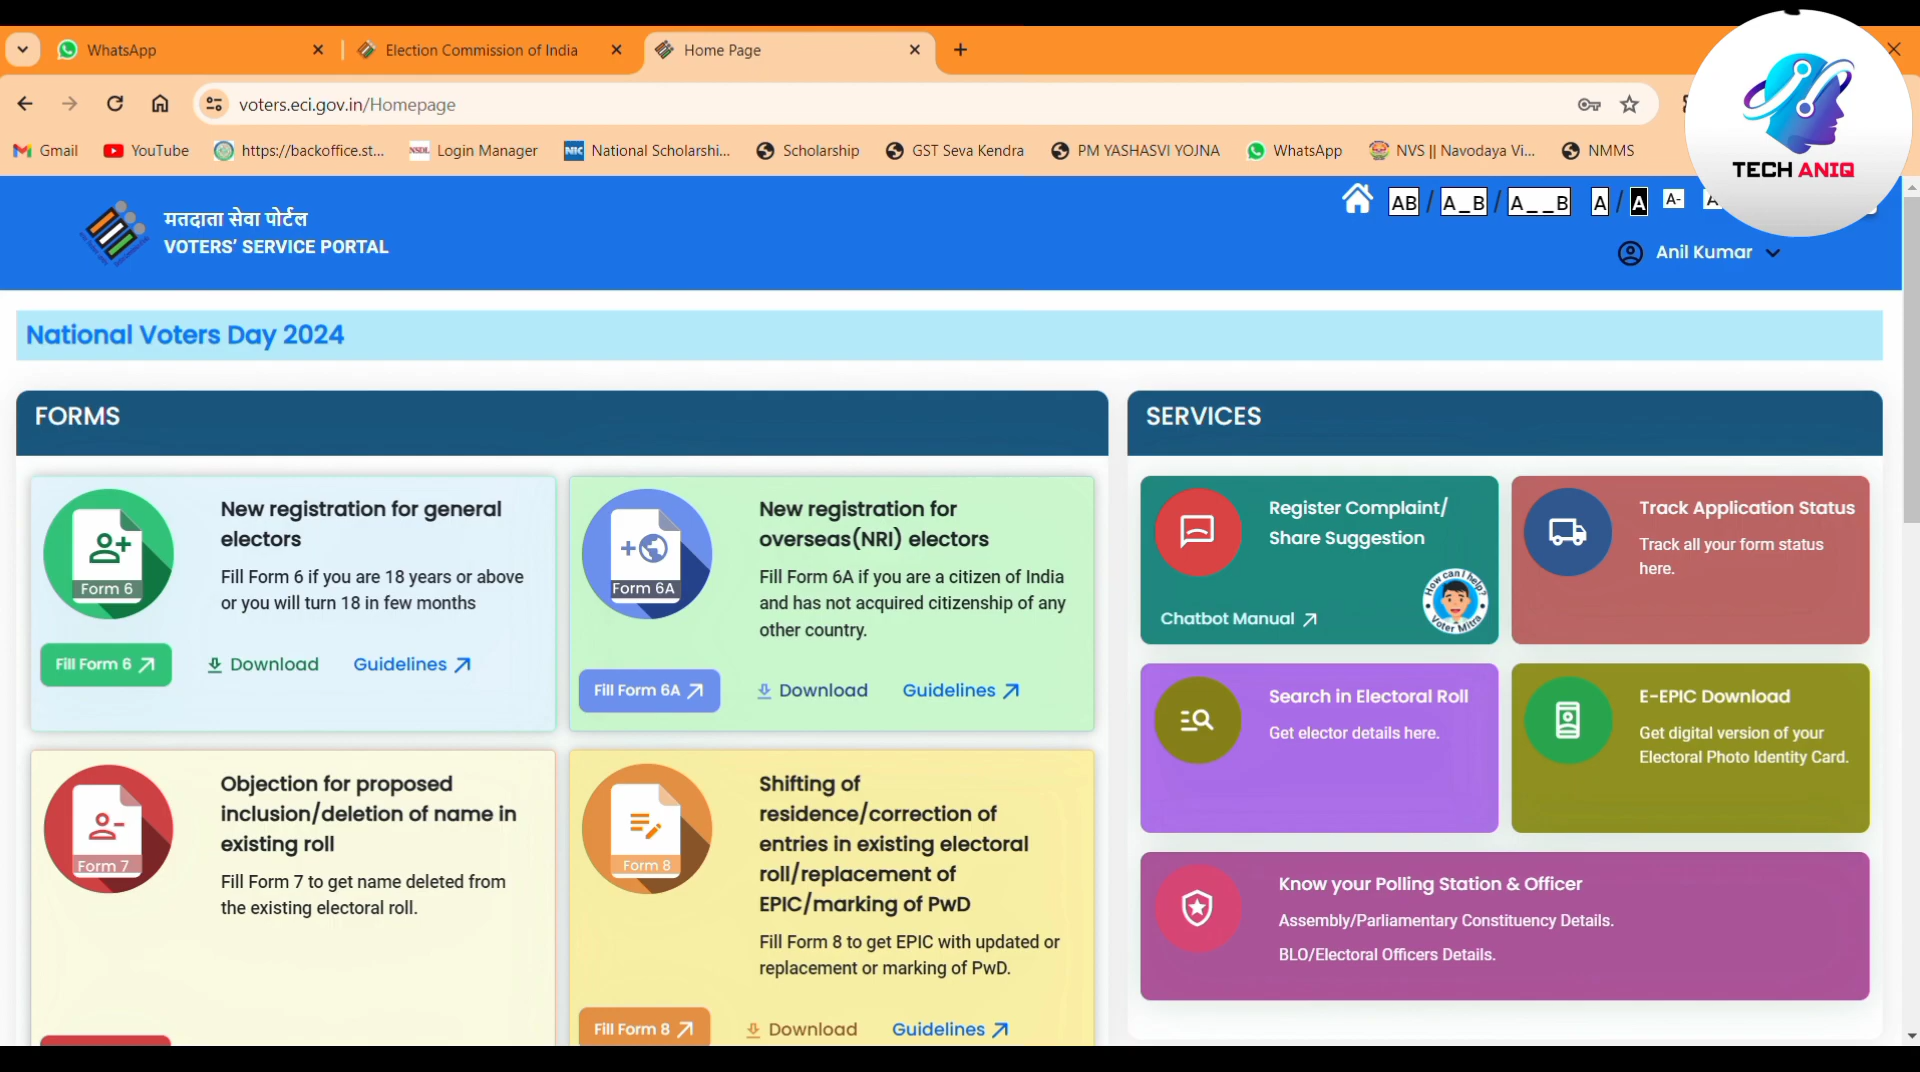 WhatsApp
Election Commission of India
Home Page
voters.eci.gov.in/Homepage
Gmail
YouTube
https://backoffice.st...
NSDL Login Manager
NIC National Scholarshi...
Scholarship
GST Seva Kendra
PM YASHASVI YOJNA
WhatsApp
NVS || Navodaya Vi...
NMMS
TECH ANIQ
मतदाता सेवा पोर्टल
VOTERS' SERVICE PORTAL
AB / A_B / A__B A / A A-
Anil Kumar
National Voters Day 2024
FORMS
New registration for general
electors
Fill Form 6 if you are 18 years or above
or you will turn 18 in few months
Form 6
Fill Form 6
Download
Guidelines
New registration for
overseas(NRI) electors
Fill Form 6A if you are a citizen of India
and has not acquired citizenship of any
other country.
Form 6A
Fill Form 6A
Download
Guidelines
Objection for proposed
inclusion/deletion of name in
existing roll
Fill Form 7 to get name deleted from
the existing electoral roll.
Form 7
Shifting of
residence/correction of
entries in existing electoral
roll/replacement of
EPIC/marking of PwD
Fill Form 8 to get EPIC with updated or
replacement or marking of PwD.
Form 8
Fill Form 8
Download
Guidelines
SERVICES
Register Complaint/
Share Suggestion
Chatbot Manual
How can I help?
Voter Mitra
Track Application Status
Track all your form status
here.
Search in Electoral Roll
Get elector details here.
E-EPIC Download
Get digital version of your
Electoral Photo Identity Card.
Know your Polling Station & Officer
Assembly/Parliamentary Constituency Details.
BLO/Electoral Officers Details.